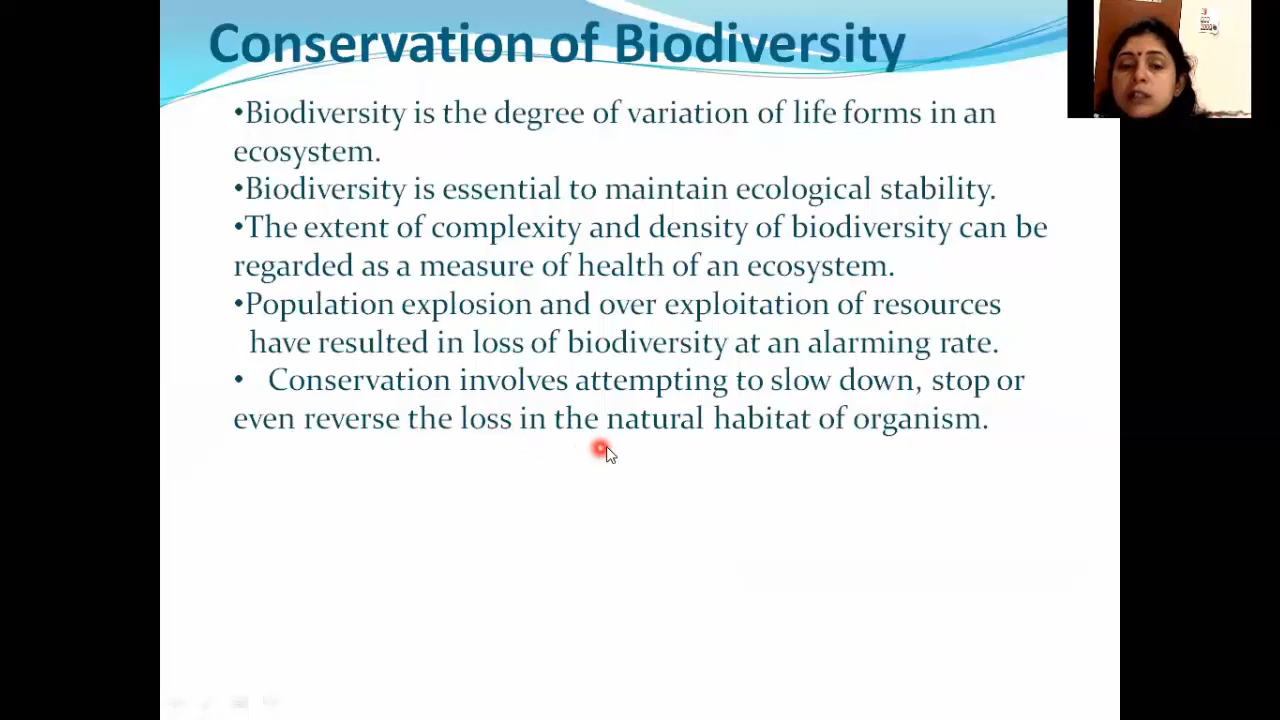 Conservation of Biodiversity
•Biodiversity is the degree of variation of life forms in an
ecosystem.
•Biodiversity is essential to maintain ecological stability.
•The extent of complexity and density of biodiversity can be
regarded as a measure of health of an ecosystem.
•Population explosion and over exploitation of resources
have resulted in loss of biodiversity at an alarming rate.
• Conservation involves attempting to slow down, stop or
even reverse the loss in the natural habitat of organism.